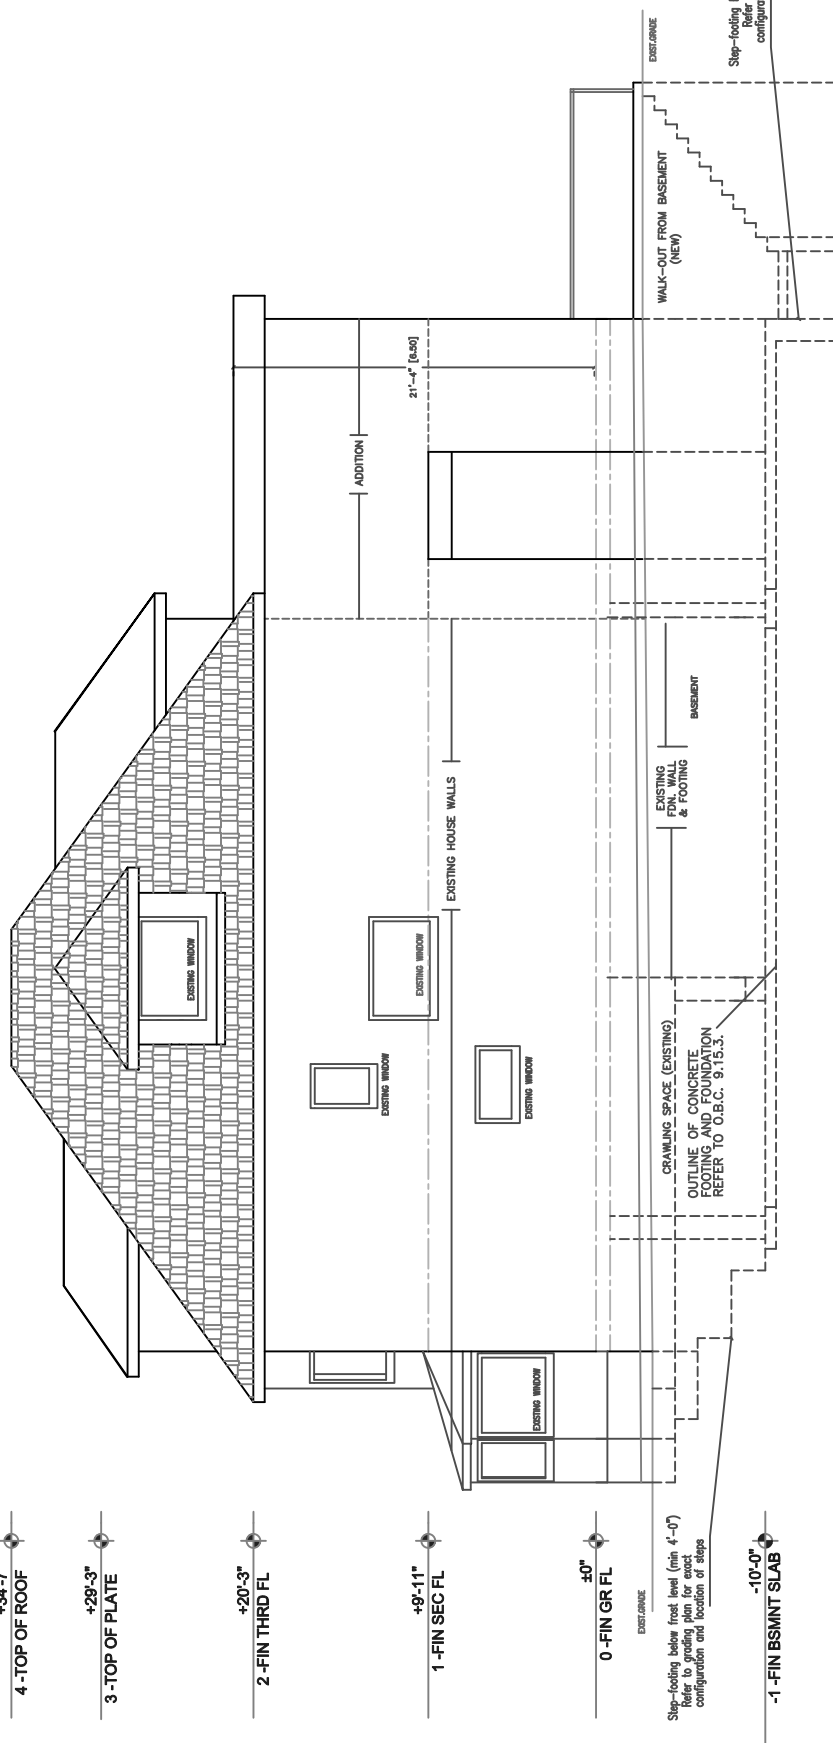 +34'-7
4 -TOP OF ROOF
+29'-3"
3 -TOP OF PLATE
+20'-3"
2 -FIN THRD FL
+9'-11"
1 -FIN SEC FL
±0"
0 -FIN GR FL
-10'-0"
-1 -FIN BSMNT SLAB
EXISTING WINDOW
EXISTING WINDOW
EXISTING WINDOW
EXISTING WINDOW
EXISTING WINDOW
EXISTING HOUSE WALLS
ADDITION
21'-4" [6.50]
EXIST.GRADE
EXIST.GRADE
WALK-OUT FROM BASEMENT
(NEW)
EXISTING
FDN. WALL
& FOOTING
BASEMENT
CRAWLING SPACE (EXISTING)
OUTLINE OF CONCRETE
FOOTING AND FOUNDATION
REFER TO O.B.C. 9.15.3.
Step-footing below frost level (min 4'-0")
Refer to grading plan for exact
configuration and location of steps
Step-footing
Refer
configura